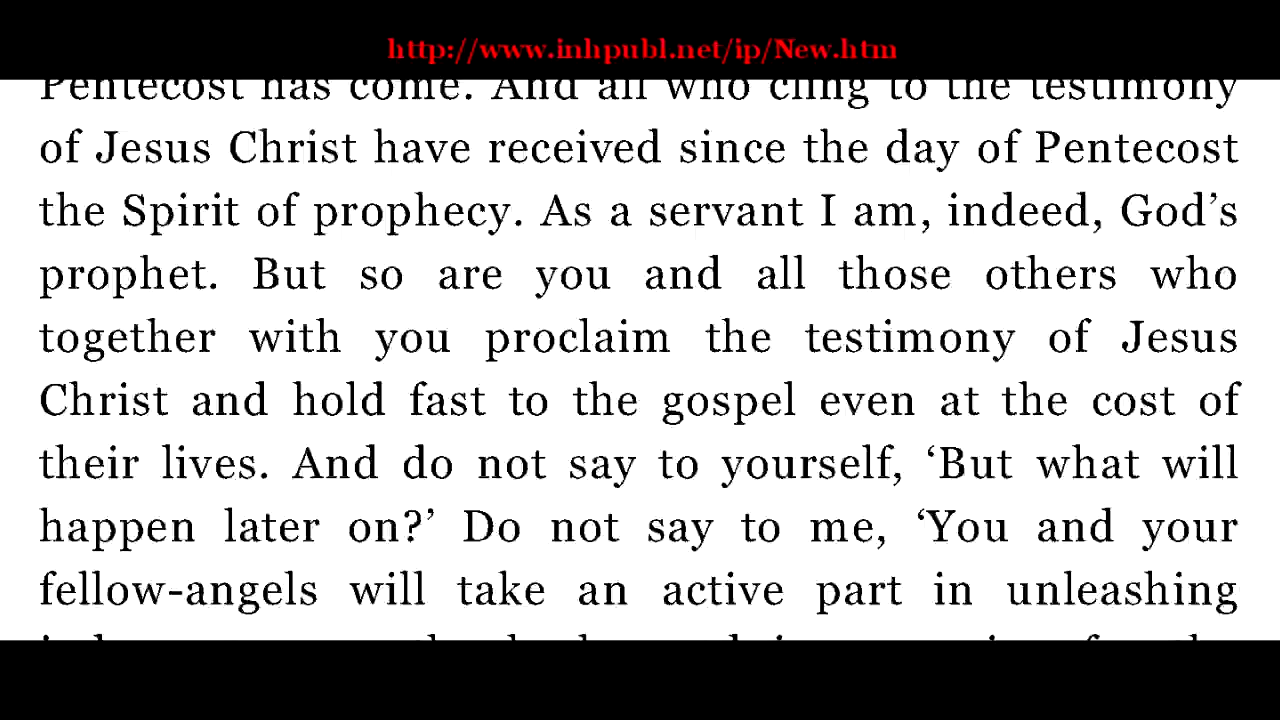 http://www.inhpubl.net/ip/New.htm
Pentecost has come. And all who cling to the testimony
of Jesus Christ have received since the day of Pentecost
the Spirit of prophecy. As a servant I am, indeed, God’s
prophet. But so are you and all those others who
together with you proclaim the testimony of Jesus
Christ and hold fast to the gospel even at the cost of
their lives. And do not say to yourself, ‘But what will
happen later on?’ Do not say to me, ‘You and your
fellow-angels will take an active part in unleashing